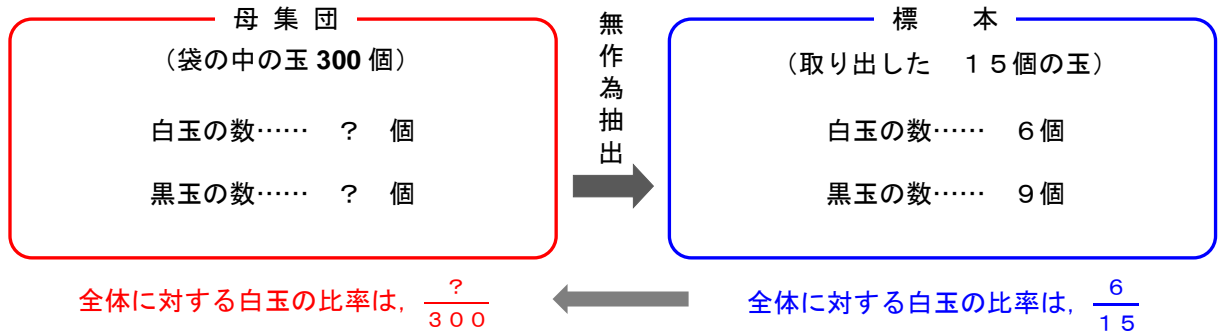 母集団
（袋の中の玉 300 個）
白玉の数…… ？ 個
黒玉の数…… ？ 個
無作為抽出
標 本
（取り出した １５個の玉）
白玉の数…… ６個
黒玉の数…… ９個
全体に対する白玉の比率は, ？/３００
全体に対する白玉の比率は, ６/１５